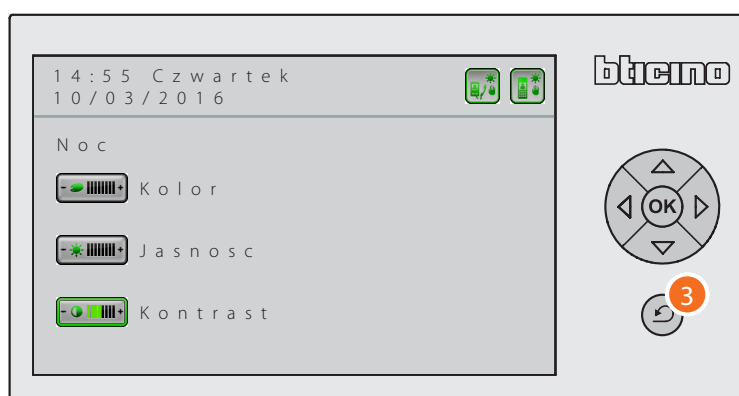 14:55 Czwartek
10/03/2016
bticino
Noc
Kolor
Jasnosc
Kontrast
OK
3